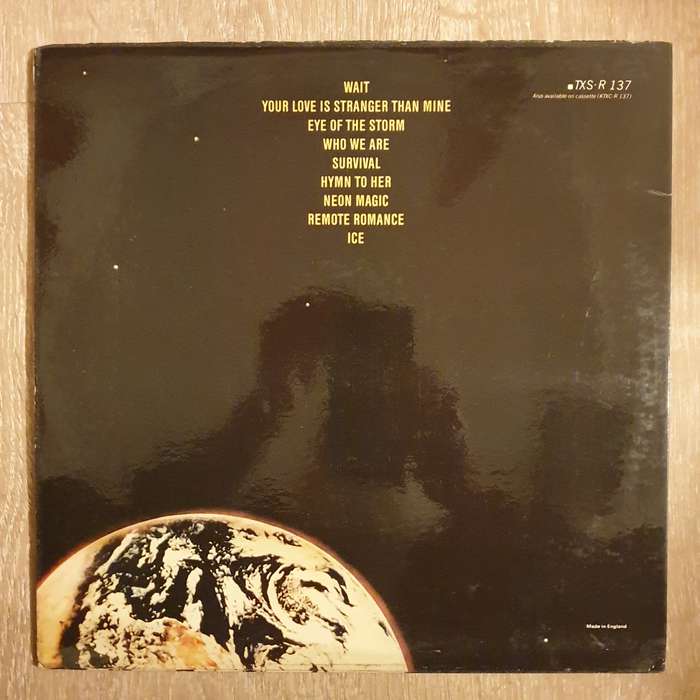 WAIT
YOUR LOVE IS STRANGER THAN MINE
EYE OF THE STORM
WHO WE ARE
SURVIVAL
HYMN TO HER
NEON MAGIC
REMOTE ROMANCE
ICE
TXS-R 137
Also available on cassette (KTXC-R 137)
Made in England